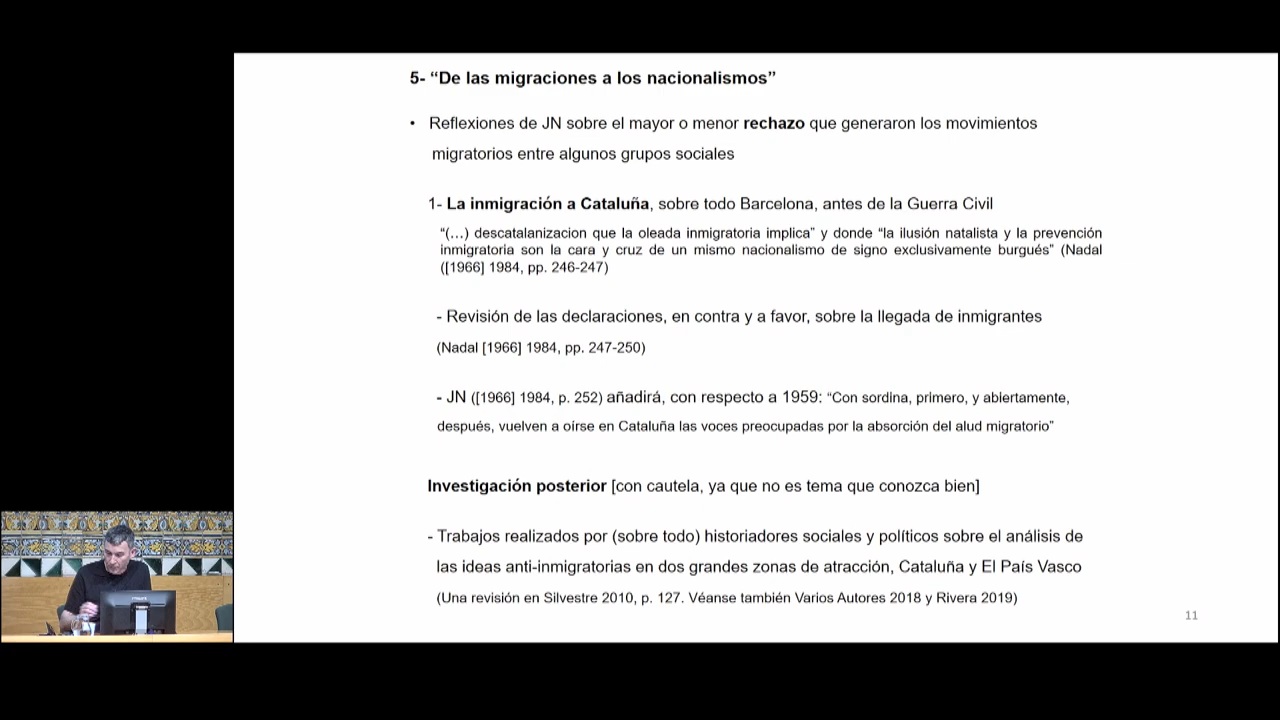 5- “De las migraciones a los nacionalismos”
• Reflexiones de JN sobre el mayor o menor rechazo que generaron los movimientos
migratorios entre algunos grupos sociales
1- La inmigración a Cataluña, sobre todo Barcelona, antes de la Guerra Civil
“(…) descatalanizacion que la oleada inmigratoria implica” y donde “la ilusión natalista y la prevención
inmigratoria son la cara y cruz de un mismo nacionalismo de signo exclusivamente burgués” (Nadal
([1966] 1984, pp. 246-247)
- Revisión de las declaraciones, en contra y a favor, sobre la llegada de inmigrantes
(Nadal [1966] 1984, pp. 247-250)
- JN ([1966] 1984, p. 252) añadirá, con respecto a 1959: “Con sordina, primero, y abiertamente,
después, vuelven a oírse en Cataluña las voces preocupadas por la absorción del alud migratorio”
Investigación posterior [con cautela, ya que no es tema que conozca bien]
- Trabajos realizados por (sobre todo) historiadores sociales y políticos sobre el análisis de
las ideas anti-inmigratorias en dos grandes zonas de atracción, Cataluña y El País Vasco
(Una revisión en Silvestre 2010, p. 127. Véanse también Varios Autores 2018 y Rivera 2019)
11